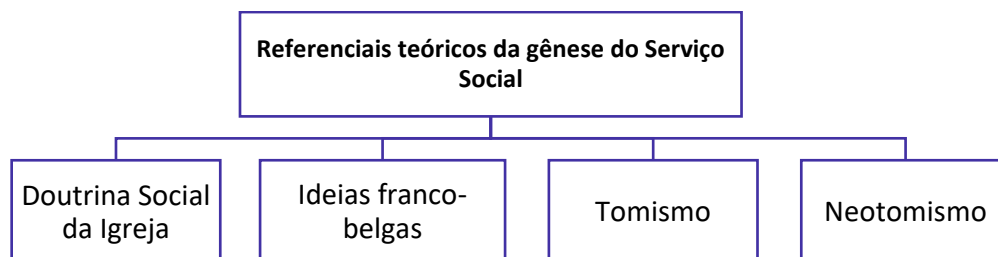 Referenciais teóricos da gênese do Serviço
Social
Doutrina Social
da Igreja
Ideias franco-
belgas
Tomismo
Neotomismo